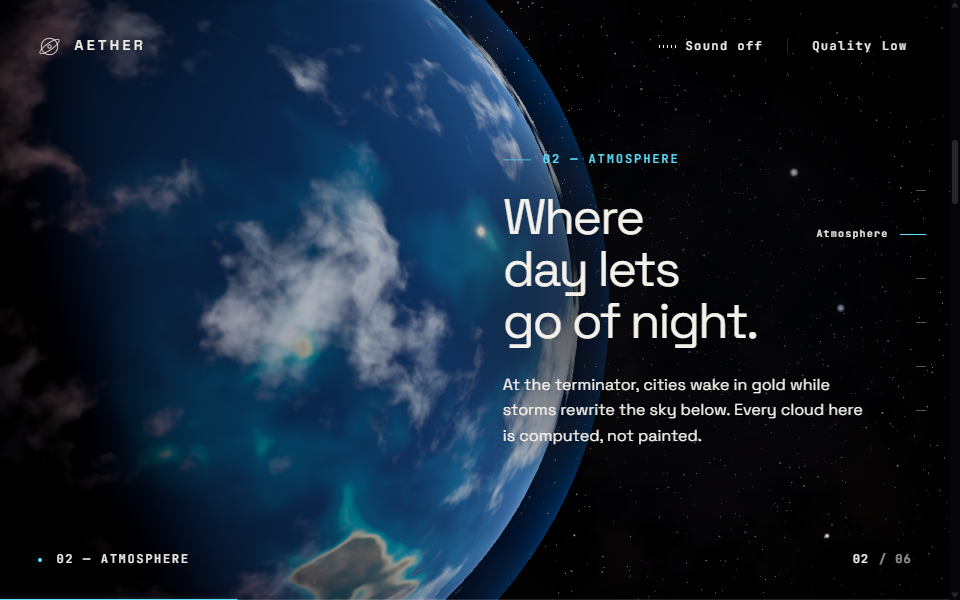 AETHER
Sound off
Quality Low
02 — ATMOSPHERE
Where
day lets
go of night.
Atmosphere
At the terminator, cities wake in gold while
storms rewrite the sky below. Every cloud here
is computed, not painted.
02 — ATMOSPHERE
02 / 06